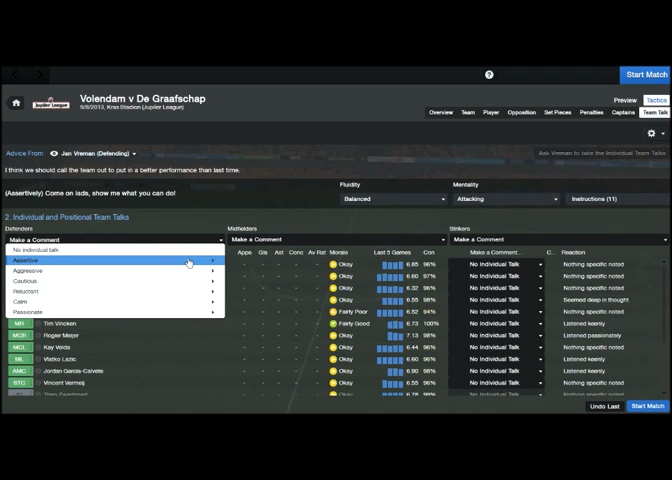 Start Match
Volendam v De Graafschap
9/8/2013, Kras Stadion (Jupiler League)
Jupiler League
Preview Tactics
Overview Team Player Opposition Set Pieces Penalties Captains Team Talk
Advice From Jan Vreman (Defending) Ask Vreman to take the Individual Team Talks
I think we should call the team out to put in a better performance than last time.
(Assertively) Come on lads, show me what you can do!
Fluidity Mentality
Balanced Attacking Instructions (11)
2. Individual and Positional Team Talks
Defenders Midfielders Strikers
Make a Comment Make a Comment Make a Comment
No individual talk Apps Gls Ast Conc Av Rst Morale Last 5 Games Con Make a Comment... C... Reaction
Assertive - - - - - Okay 6.85 96% No Individual Talk Nothing specific noted
Aggressive - - - - - Okay 6.60 97% No Individual Talk Nothing specific noted
Cautious - - - - - Okay 6.32 96% No Individual Talk Nothing specific noted
Reluctant - - - - - Okay 6.55 98% No Individual Talk Seemed deep in thought
Calm - - - - - Fairly Poor 6.52 94% No Individual Talk Nothing specific noted
Passionate
MR Tim Vincken - - - - - Fairly Good 6.73 100% No Individual Talk Listened keenly
MCR Rogier Meijer - - - - - Okay 7.13 98% No Individual Talk Listened passionately
MCL Kay Velda - - - - - Okay 6.44 96% No Individual Talk Nothing specific noted
ML Vlatko Lazic - - - - - Okay 6.60 96% No Individual Talk Nothing specific noted
AMC Jordan Garcia-Calvete - - - - - Okay 6.90 98% No Individual Talk Listened keenly
STC Vincent Vermeij - - - - - Okay 6.55 96% No Individual Talk Nothing specific noted
Undo Last Start Match